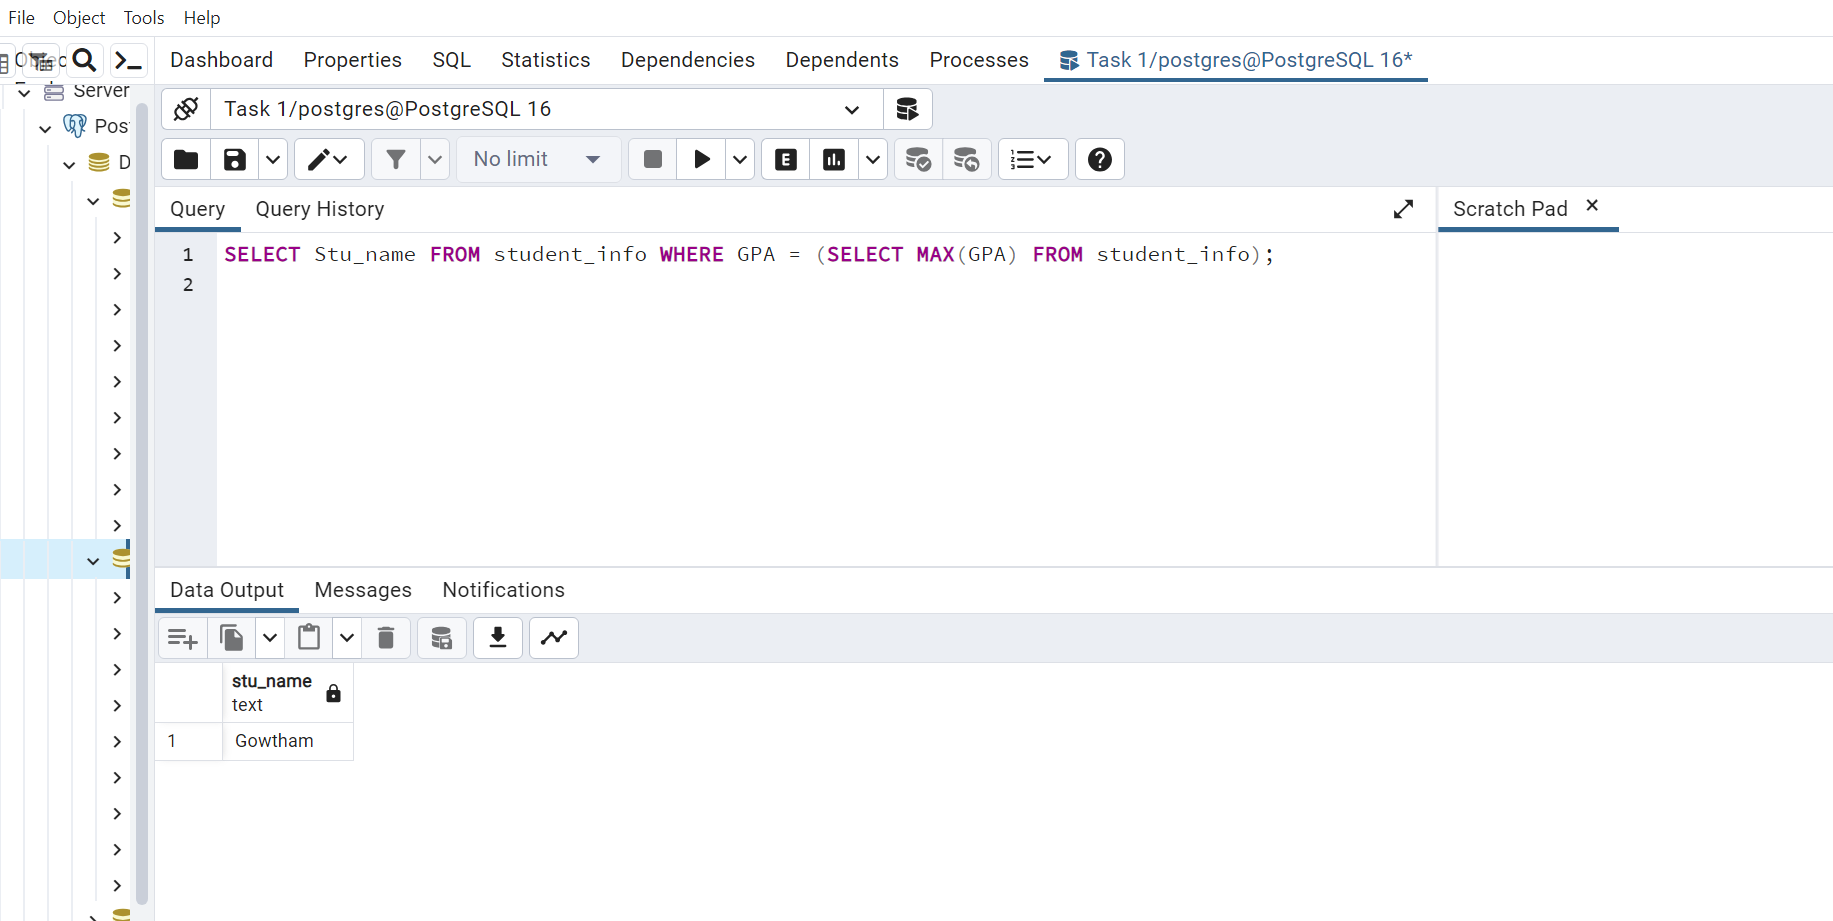 File Object Tools Help
Dashboard Properties SQL Statistics Dependencies Dependents Processes Task 1/postgres@PostgreSQL 16*
Server
Task 1/postgres@PostgreSQL 16
Pos
D
No limit
E
Query Query History
Scratch Pad
1 SELECT Stu_name FROM student_info WHERE GPA = (SELECT MAX(GPA) FROM student_info);
2
Data Output Messages Notifications
stu_name
text
1 Gowtham